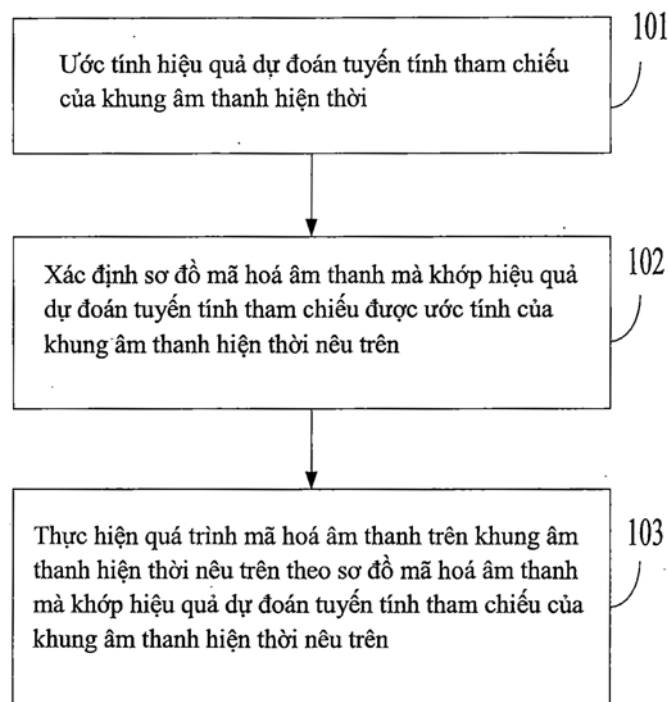 101
Ước tính hiệu quả dự đoán tuyến tính tham chiếu
của khung âm thanh hiện thời
102
Xác định sơ đồ mã hoá âm thanh mà khớp hiệu quả
dự đoán tuyến tính tham chiếu được ước tính của
khung âm thanh hiện thời nêu trên
103
Thực hiện quá trình mã hoá âm thanh trên khung âm
thanh hiện thời nêu trên theo sơ đồ mã hoá âm thanh
mà khớp hiệu quả dự đoán tuyến tính tham chiếu của
khung âm thanh hiện thời nêu trên